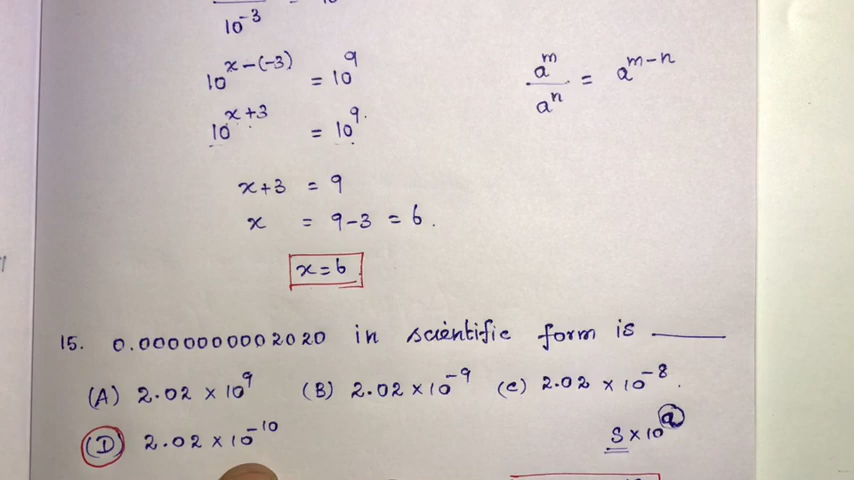 10^-3
10^x-(-3) = 10^9
a^m/a^n = a^m-n
10^x+3 = 10^9.
x+3 = 9
x = 9-3 = 6.
x=6
15. 0.0000000002020 in scientific form is ____
(A) 2.02 × 10^9 (B) 2.02 × 10^-9 (C) 2.02 × 10^-8.
(D) 2.02 × 10^-10
S × 10^a